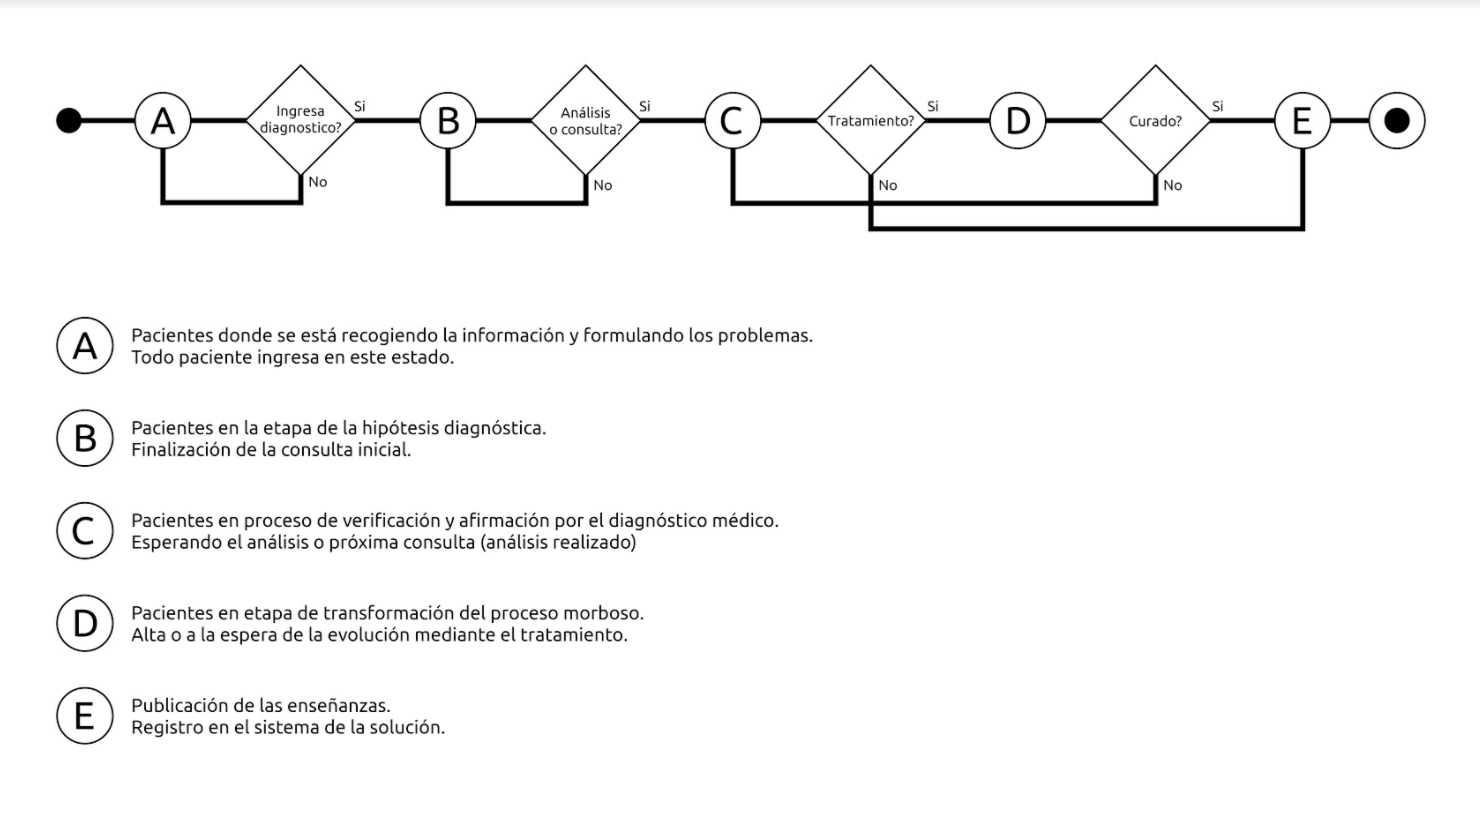 A
Ingresa
diagnostico?
Si
No
B
Análisis
o consulta?
Si
No
C
Tratamiento?
Si
No
D
Curado?
Si
No
E
A
Pacientes donde se está recogiendo la información y formulando los problemas.
Todo paciente ingresa en este estado.
B
Pacientes en la etapa de la hipótesis diagnóstica.
Finalización de la consulta inicial.
C
Pacientes en proceso de verificación y afirmación por el diagnóstico médico.
Esperando el análisis o próxima consulta (análisis realizado)
D
Pacientes en etapa de transformación del proceso morboso.
Alta o a la espera de la evolución mediante el tratamiento.
E
Publicación de las enseñanzas.
Registro en el sistema de la solución.